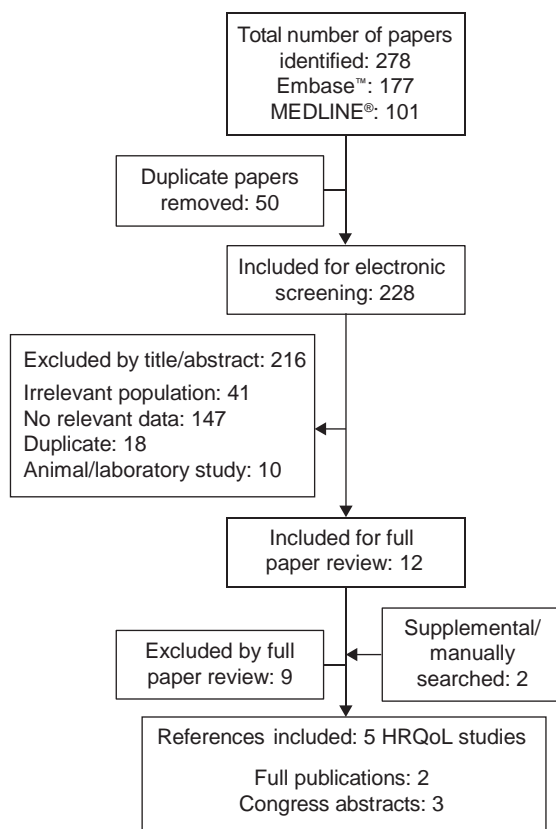 Total number of papers
identified: 278
Embase™: 177
MEDLINE®: 101
Duplicate papers
removed: 50
Included for electronic
screening: 228
Excluded by title/abstract: 216
Irrelevant population: 41
No relevant data: 147
Duplicate: 18
Animal/laboratory study: 10
Included for full
paper review: 12
Excluded by full
paper review: 9
Supplemental/
manually
searched: 2
References included: 5 HRQoL studies
Full publications: 2
Congress abstracts: 3